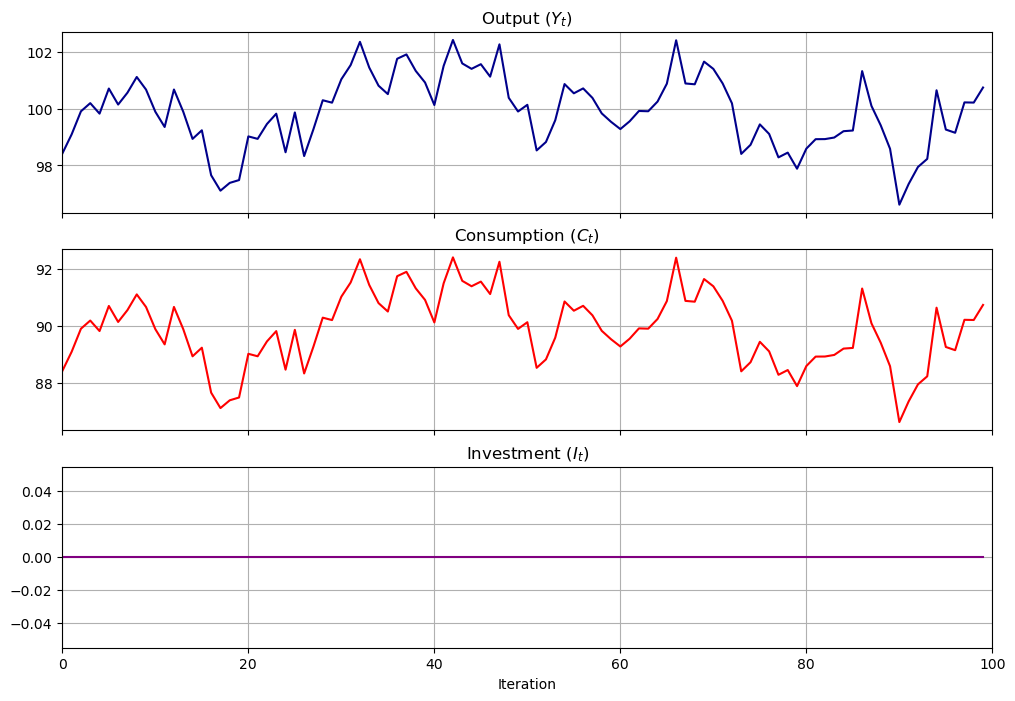 Output (Y_t)
102
100
98
Consumption (C_t)
92
90
88
Investment (I_t)
0.04
0.02
0.00
−0.02
−0.04
0 20 40 60 80 100
Iteration